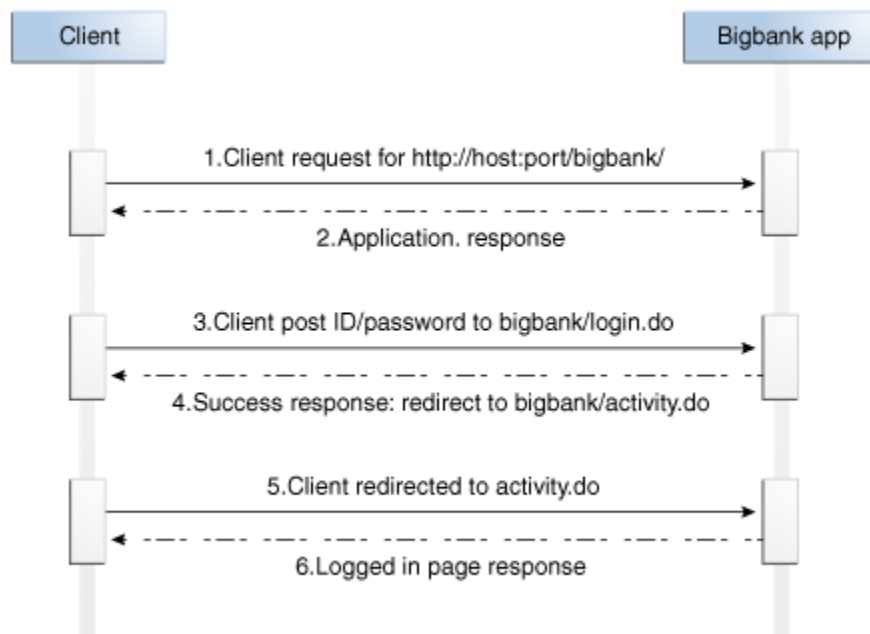 Client
Bigbank app
1.Client request for http://host:port/bigbank/
2.Application. response
3.Client post ID/password to bigbank/login.do
4.Success response: redirect to bigbank/activity.do
5.Client redirected to activity.do
6.Logged in page response